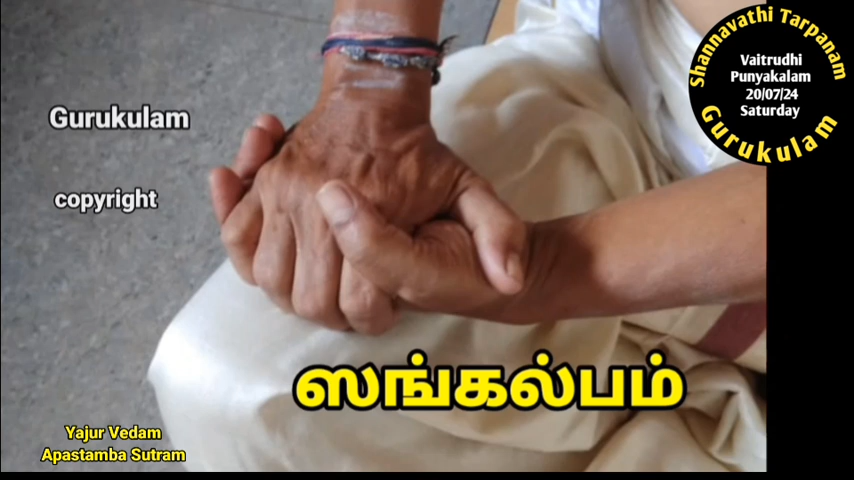 Shannavathi Tarpanam
Vaitrudhi
Punyakalam
20/07/24
Saturday
Gurukulam
Gurukulam
copyright
ஸங்கல்பம்
Yajur Vedam
Apastamba Sutram